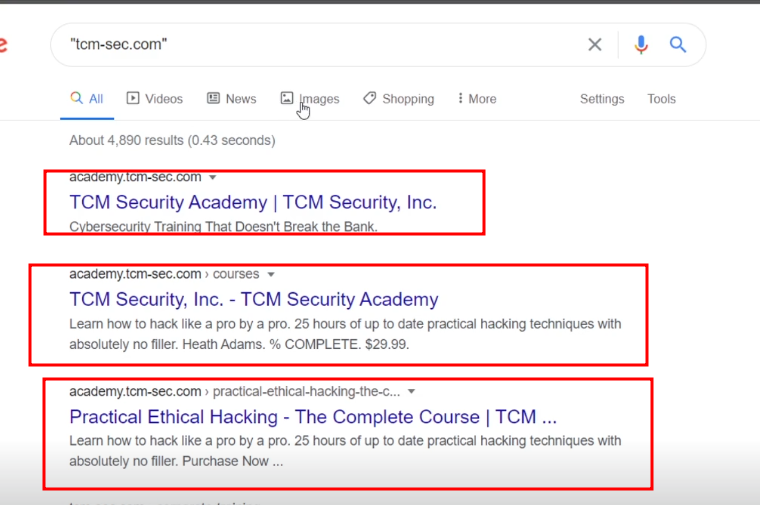 e
"tcm-sec.com"
All Videos News Images Shopping More Settings Tools
About 4,890 results (0.43 seconds)
academy.tcm-sec.com
TCM Security Academy | TCM Security, Inc.
Cybersecurity Training That Doesn't Break the Bank.
academy.tcm-sec.com › courses
TCM Security, Inc. - TCM Security Academy
Learn how to hack like a pro by a pro. 25 hours of up to date practical hacking techniques with
absolutely no filler. Heath Adams. % COMPLETE. $29.99.
academy.tcm-sec.com › practical-ethical-hacking-the-c...
Practical Ethical Hacking - The Complete Course | TCM ...
Learn how to hack like a pro by a pro. 25 hours of up to date practical hacking techniques with
absolutely no filler. Purchase Now ...